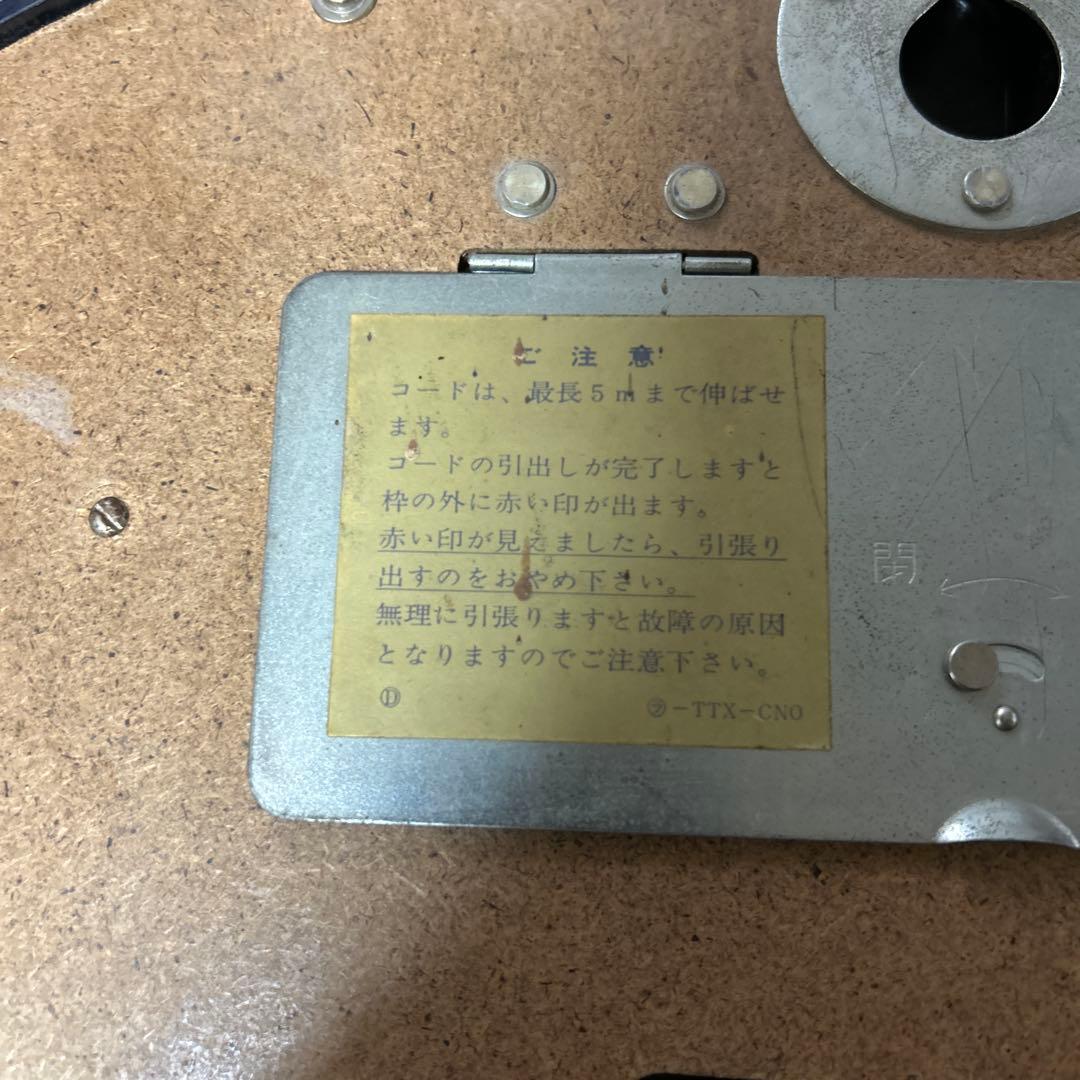 ご注意
コードは、最長5mまで伸ばせ
ます。
コードの引出しが完了しますと
枠の外に赤い印が出ます。
赤い印が見えましたら、引張り
出すのをおやめ下さい。
無理に引張りますと故障の原因
となりますのでご注意下さい。
Ⓓ
㋫-TTX-CNO
開